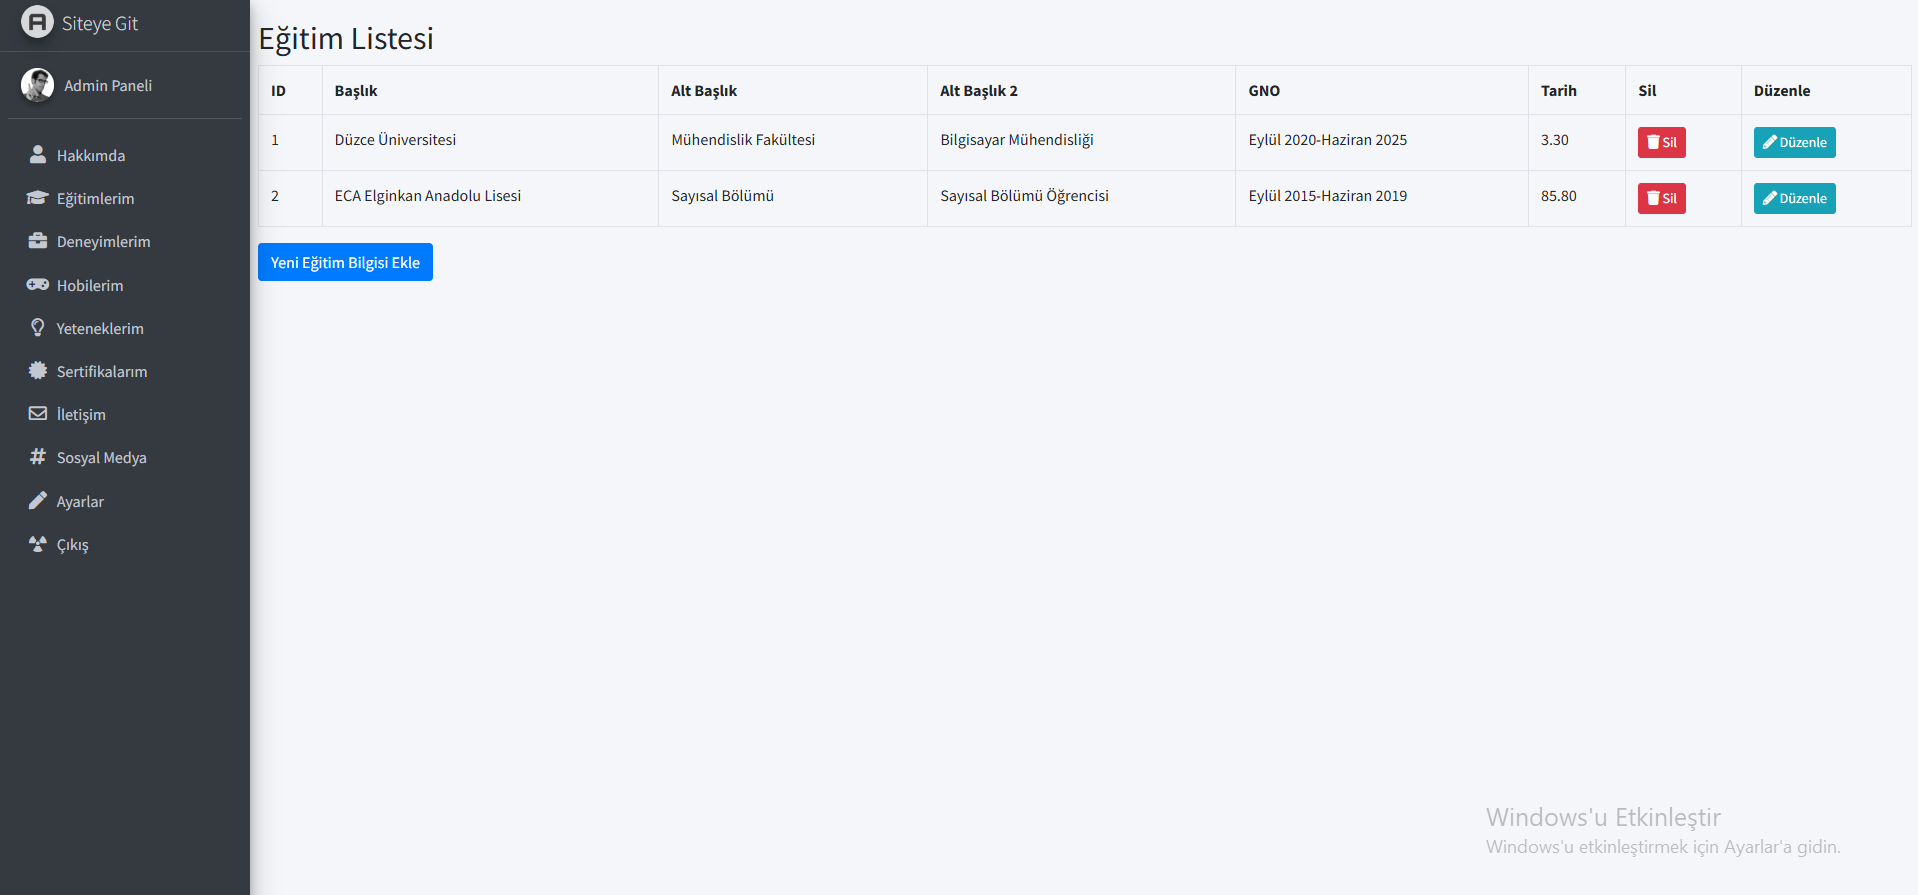 Siteye Git
Admin Paneli
Hakkımda
Eğitimlerim
Deneyimlerim
Hobilerim
Yeteneklerim
Sertifikalarım
İletişim
Sosyal Medya
Ayarlar
Çıkış
Eğitim Listesi
ID Başlık Alt Başlık Alt Başlık 2 GNO Tarih Sil Düzenle
1 Düzce Üniversitesi Mühendislik Fakültesi Bilgisayar Mühendisliği Eylül 2020-Haziran 2025 3.30 Sil Düzenle
2 ECA Elginkan Anadolu Lisesi Sayısal Bölümü Sayısal Bölümü Öğrencisi Eylül 2015-Haziran 2019 85.80 Sil Düzenle
Yeni Eğitim Bilgisi Ekle
Windows'u Etkinleştir
Windows'u etkinleştirmek için Ayarlar'a gidin.